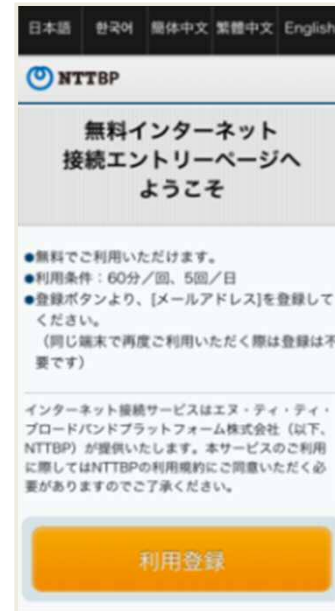 日本語 한국어 簡体中文 繁體中文 English
NTTBP
無料インターネット
接続エントリーページへ
ようこそ
●無料でご利用いただけます。
●利用条件：60分／回、5回／日
●登録ボタンより、[メールアドレス]を登録して
ください。
（同じ端末で再度ご利用いただく際は登録は不
要です）
インターネット接続サービスはエヌ・ティ・ティ・
ブロードバンドプラットフォーム株式会社（以下、
NTTBP）が提供いたします。本サービスのご利用
に際してはNTTBPの利用規約にご同意いただく必
要がありますのでご了承ください。
利用登録